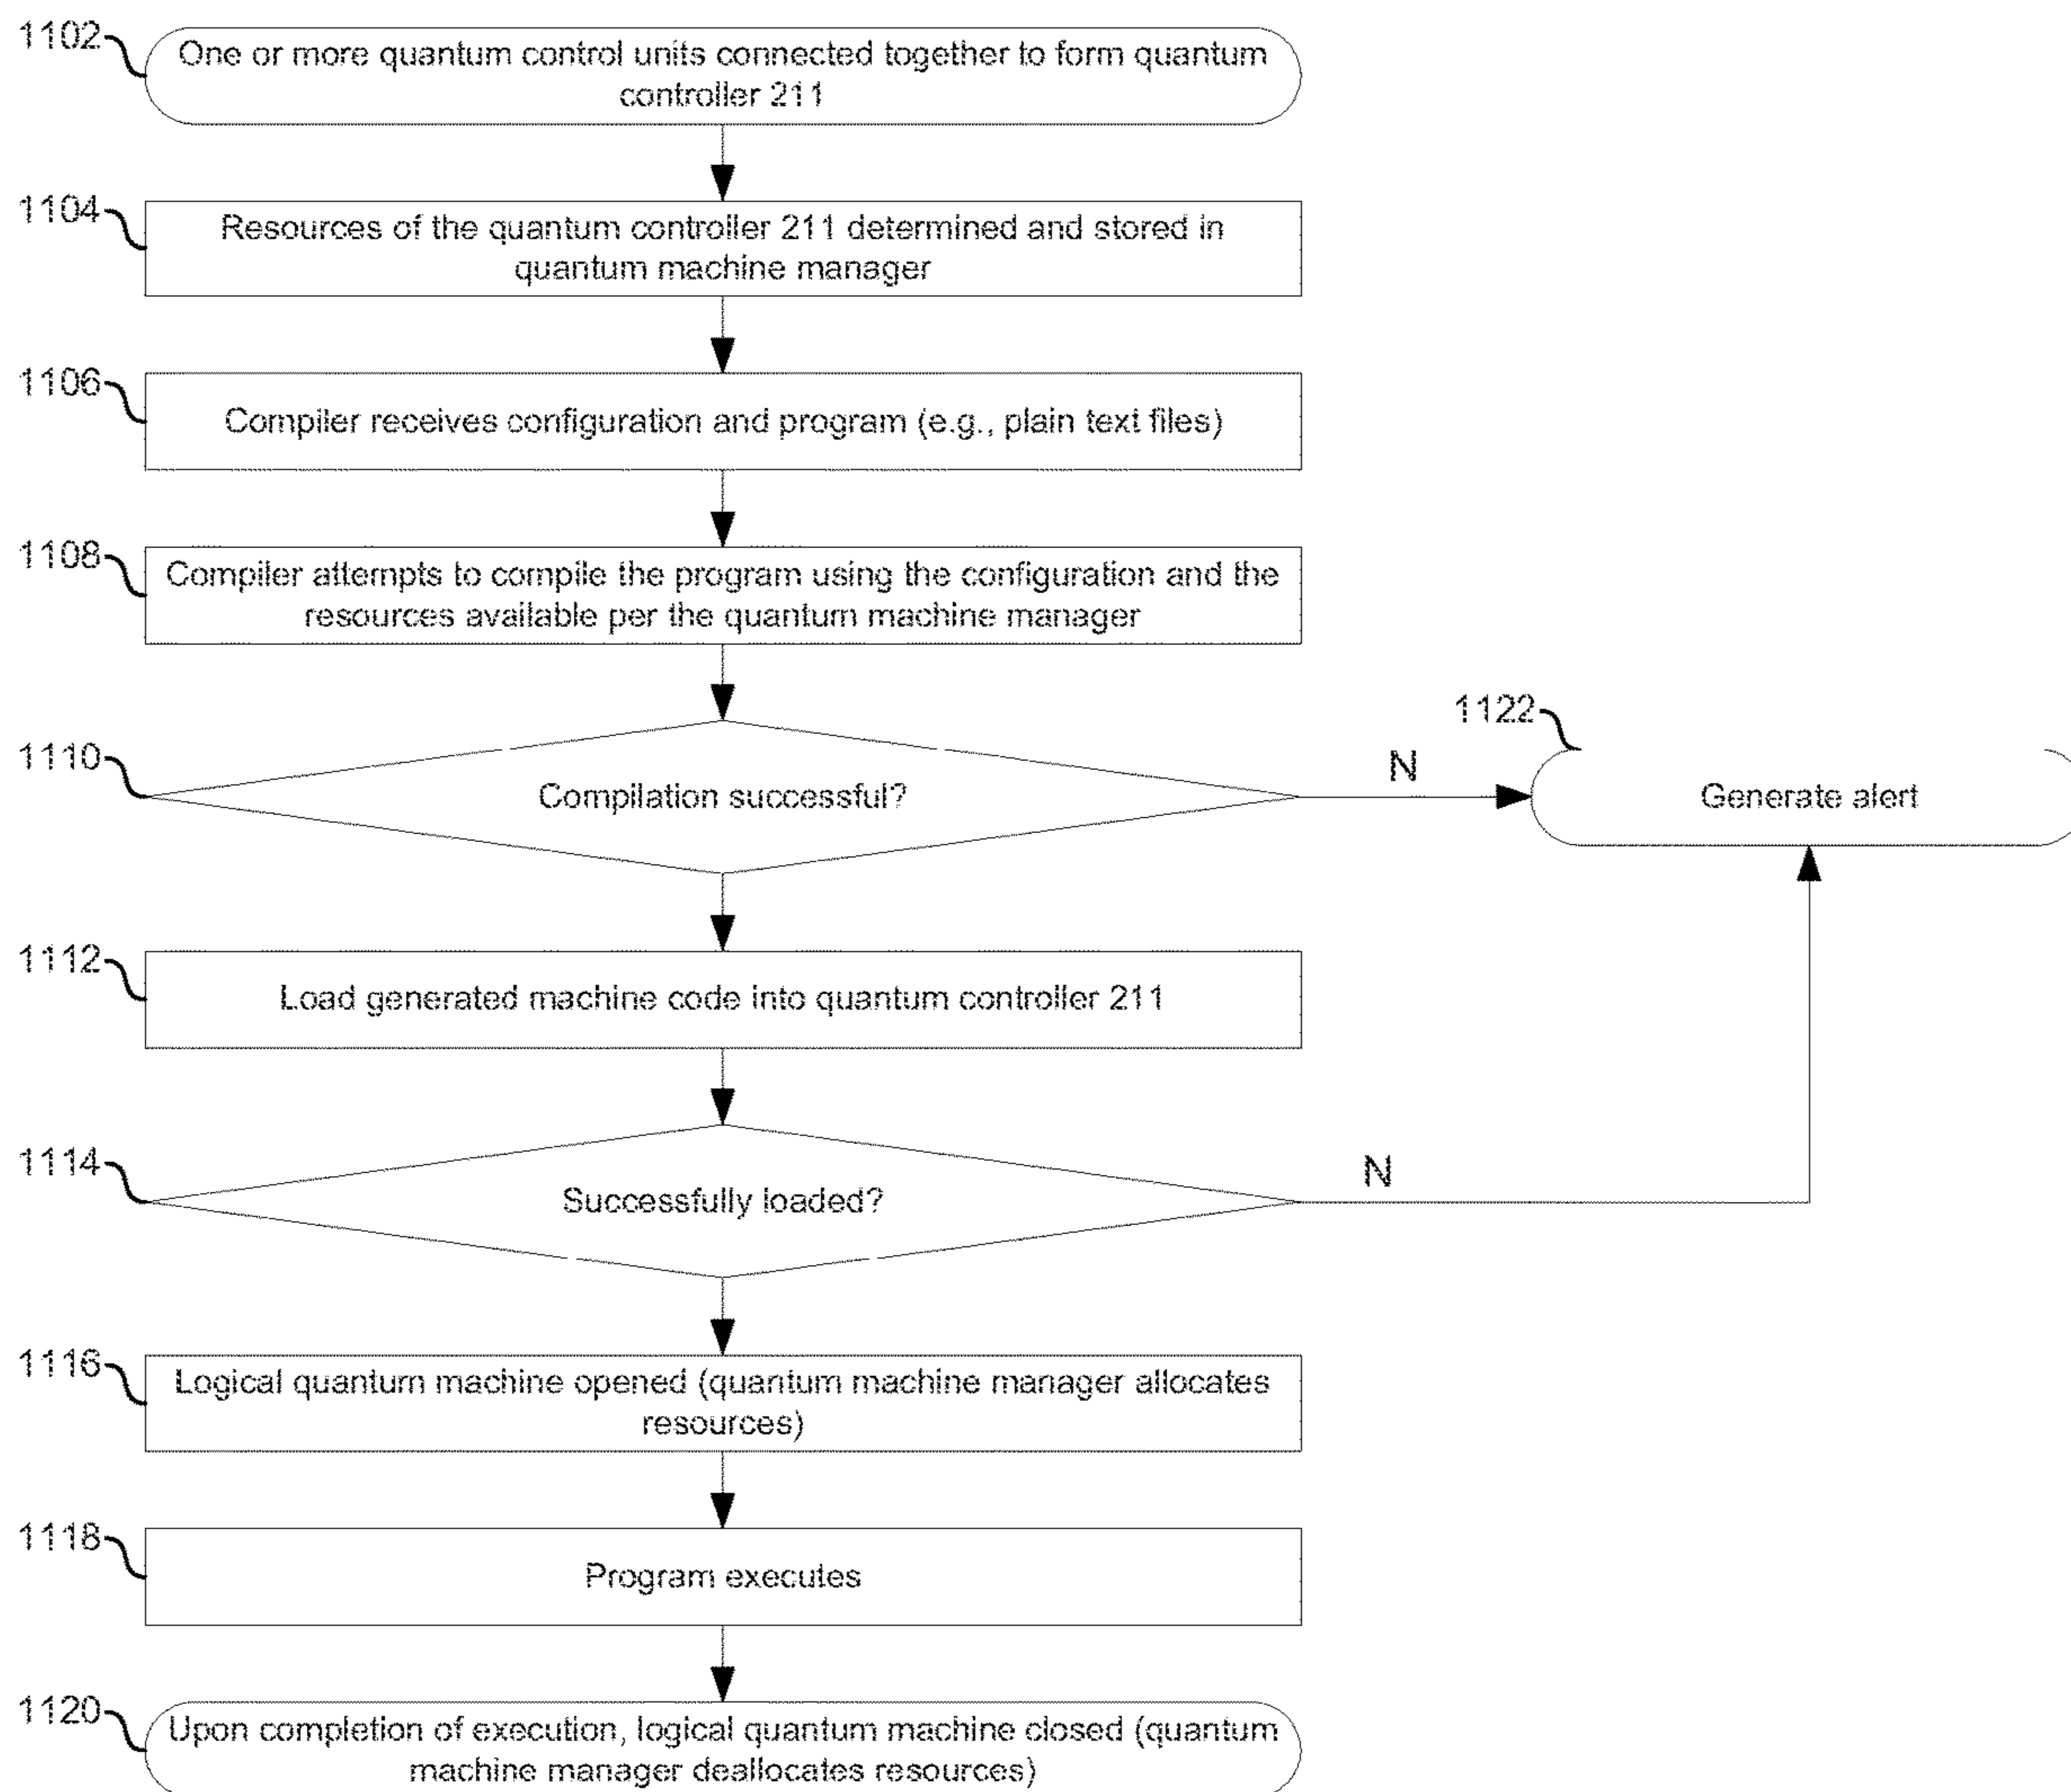 1102
One or more quantum control units connected together to form quantum
controller 211
1104
Resources of the quantum controller 211 determined and stored in
quantum machine manager
1106
Compiler receives configuration and program (e.g., plain text files)
1108
Compiler attempts to compile the program using the configuration and the
resources available per the quantum machine manager
1110
Compilation successful?
N
1122
Generate alert
1112
Load generated machine code into quantum controller 211
1114
Successfully loaded?
N
1116
Logical quantum machine opened (quantum machine manager allocates
resources)
1118
Program executes
1120
Upon completion of execution, logical quantum machine closed (quantum
machine manager deallocates resources)